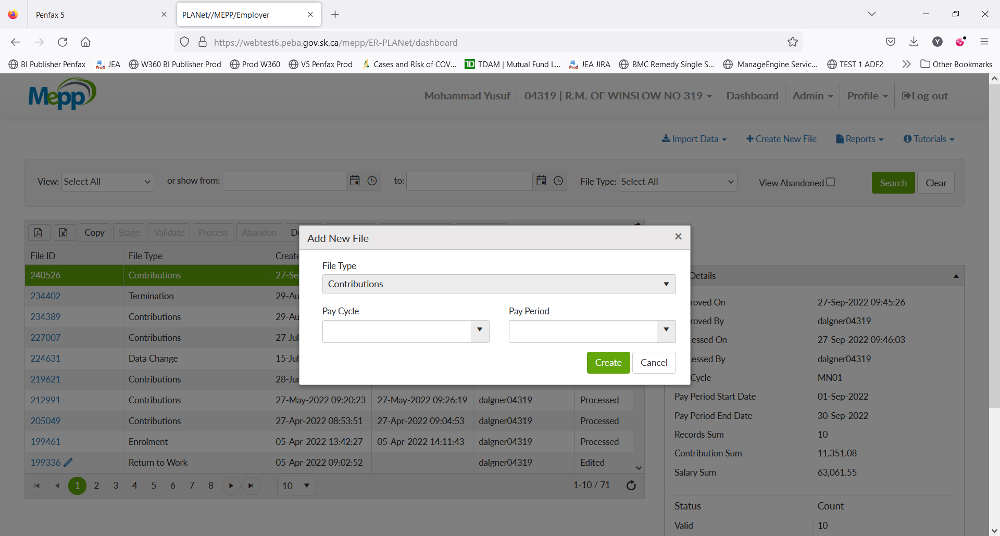 Penfax 5
PLANet//MEPP/Employer
https://webtest6.peba.gov.sk.ca/mepp/ER-PLANet/dashboard
Y
BI Publisher Penfax
JEA
W360 BI Publisher Prod
Prod W360
V5 Penfax Prod
Cases and Risk of COV...
TDAM | Mutual Fund L...
JEA JIRA
BMC Remedy Single S...
ManageEngine Servic...
TEST 1 ADF2
Other Bookmarks
Mepp
Mohammad Yusuf
04319 | R.M. OF WINSLOW NO 319
Dashboard
Admin
Profile
Log out
Import Data
Create New File
Reports
Tutorials
View: Select All
or show from:
to:
File Type: Select All
View Abandoned
Search
Clear
Copy
Stage
Validate
Process
Abandon
De
Add New File
File Type
Contributions
Pay Cycle
Pay Period
Create
Cancel
File ID File Type Create
240526 Contributions 27-Se
234402 Termination 29-Au
234389 Contributions 29-Au
227007 Contributions 27-Jul
224631 Data Change 15-Jul
219621 Contributions 28-Jun
212991 Contributions 27-May-2022 09:20:23 27-May-2022 09:26:19 dalgner04319 Processed
205049 Contributions 27-Apr-2022 08:53:51 27-Apr-2022 09:04:53 dalgner04319 Processed
199461 Enrolment 05-Apr-2022 13:42:27 05-Apr-2022 14:11:43 dalgner04319 Processed
199336 Return to Work 05-Apr-2022 09:02:52 dalgner04319 Edited
1 2 3 4 5 6 7 8
10
1-10 / 71
Details
roved On 27-Sep-2022 09:45:26
roved By dalgner04319
essed On 27-Sep-2022 09:46:03
essed By dalgner04319
Cycle MN01
Pay Period Start Date 01-Sep-2022
Pay Period End Date 30-Sep-2022
Records Sum 10
Contribution Sum 11,351.08
Salary Sum 63,061.55
Status Count
Valid 10